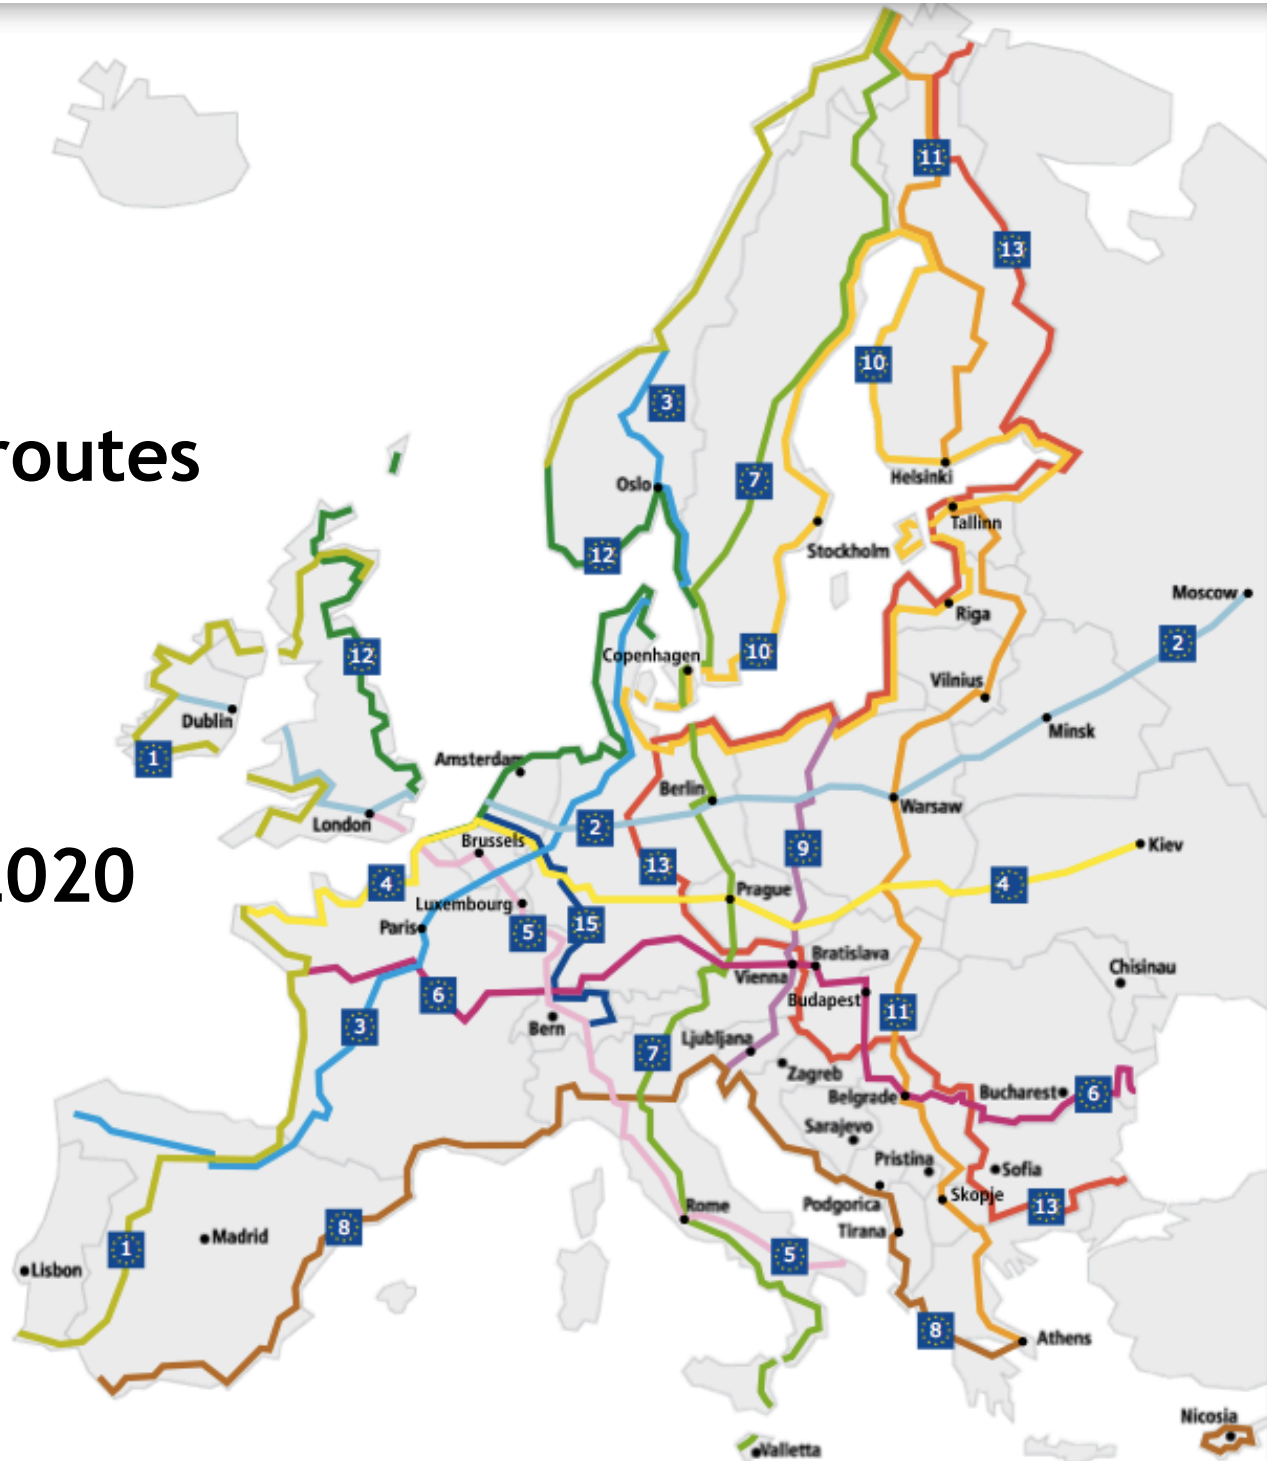 11
13
10
3
routes
Helsinki
7
Oslo
Tallinn
12
Stockholm
Moscow
Riga
2
12
10
Copenhagen
Vilnius
Dublin
Minsk
1
Amsterdam
Berlin
Warsaw
London
2
Brussels
9
Kiev
2020
13
4
4
Prague
Luxembourg
15
Paris
5
Bratislava
Vienna
Chisinau
6
Budapest
11
3
Bern
Ljubljana
7
Zagreb
Belgrade
Bucharest
6
Sarajevo
Pristina
Sofia
Skopje
Podgorica
13
Rome
Tirana
8
Madrid
1
5
Lisbon
8
Athens
Nicosia
Valletta